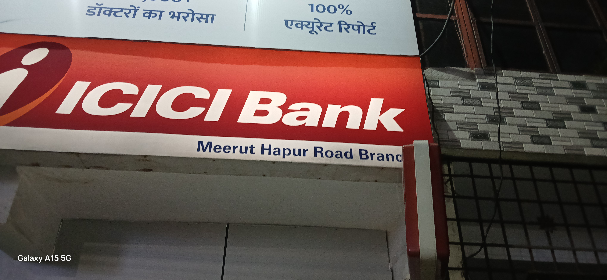 डॉक्टरों का भरोसा
100%
एक्यूरेट रिपोर्ट
ICICI Bank
Meerut Hapur Road Branc
Galaxy A15 5G